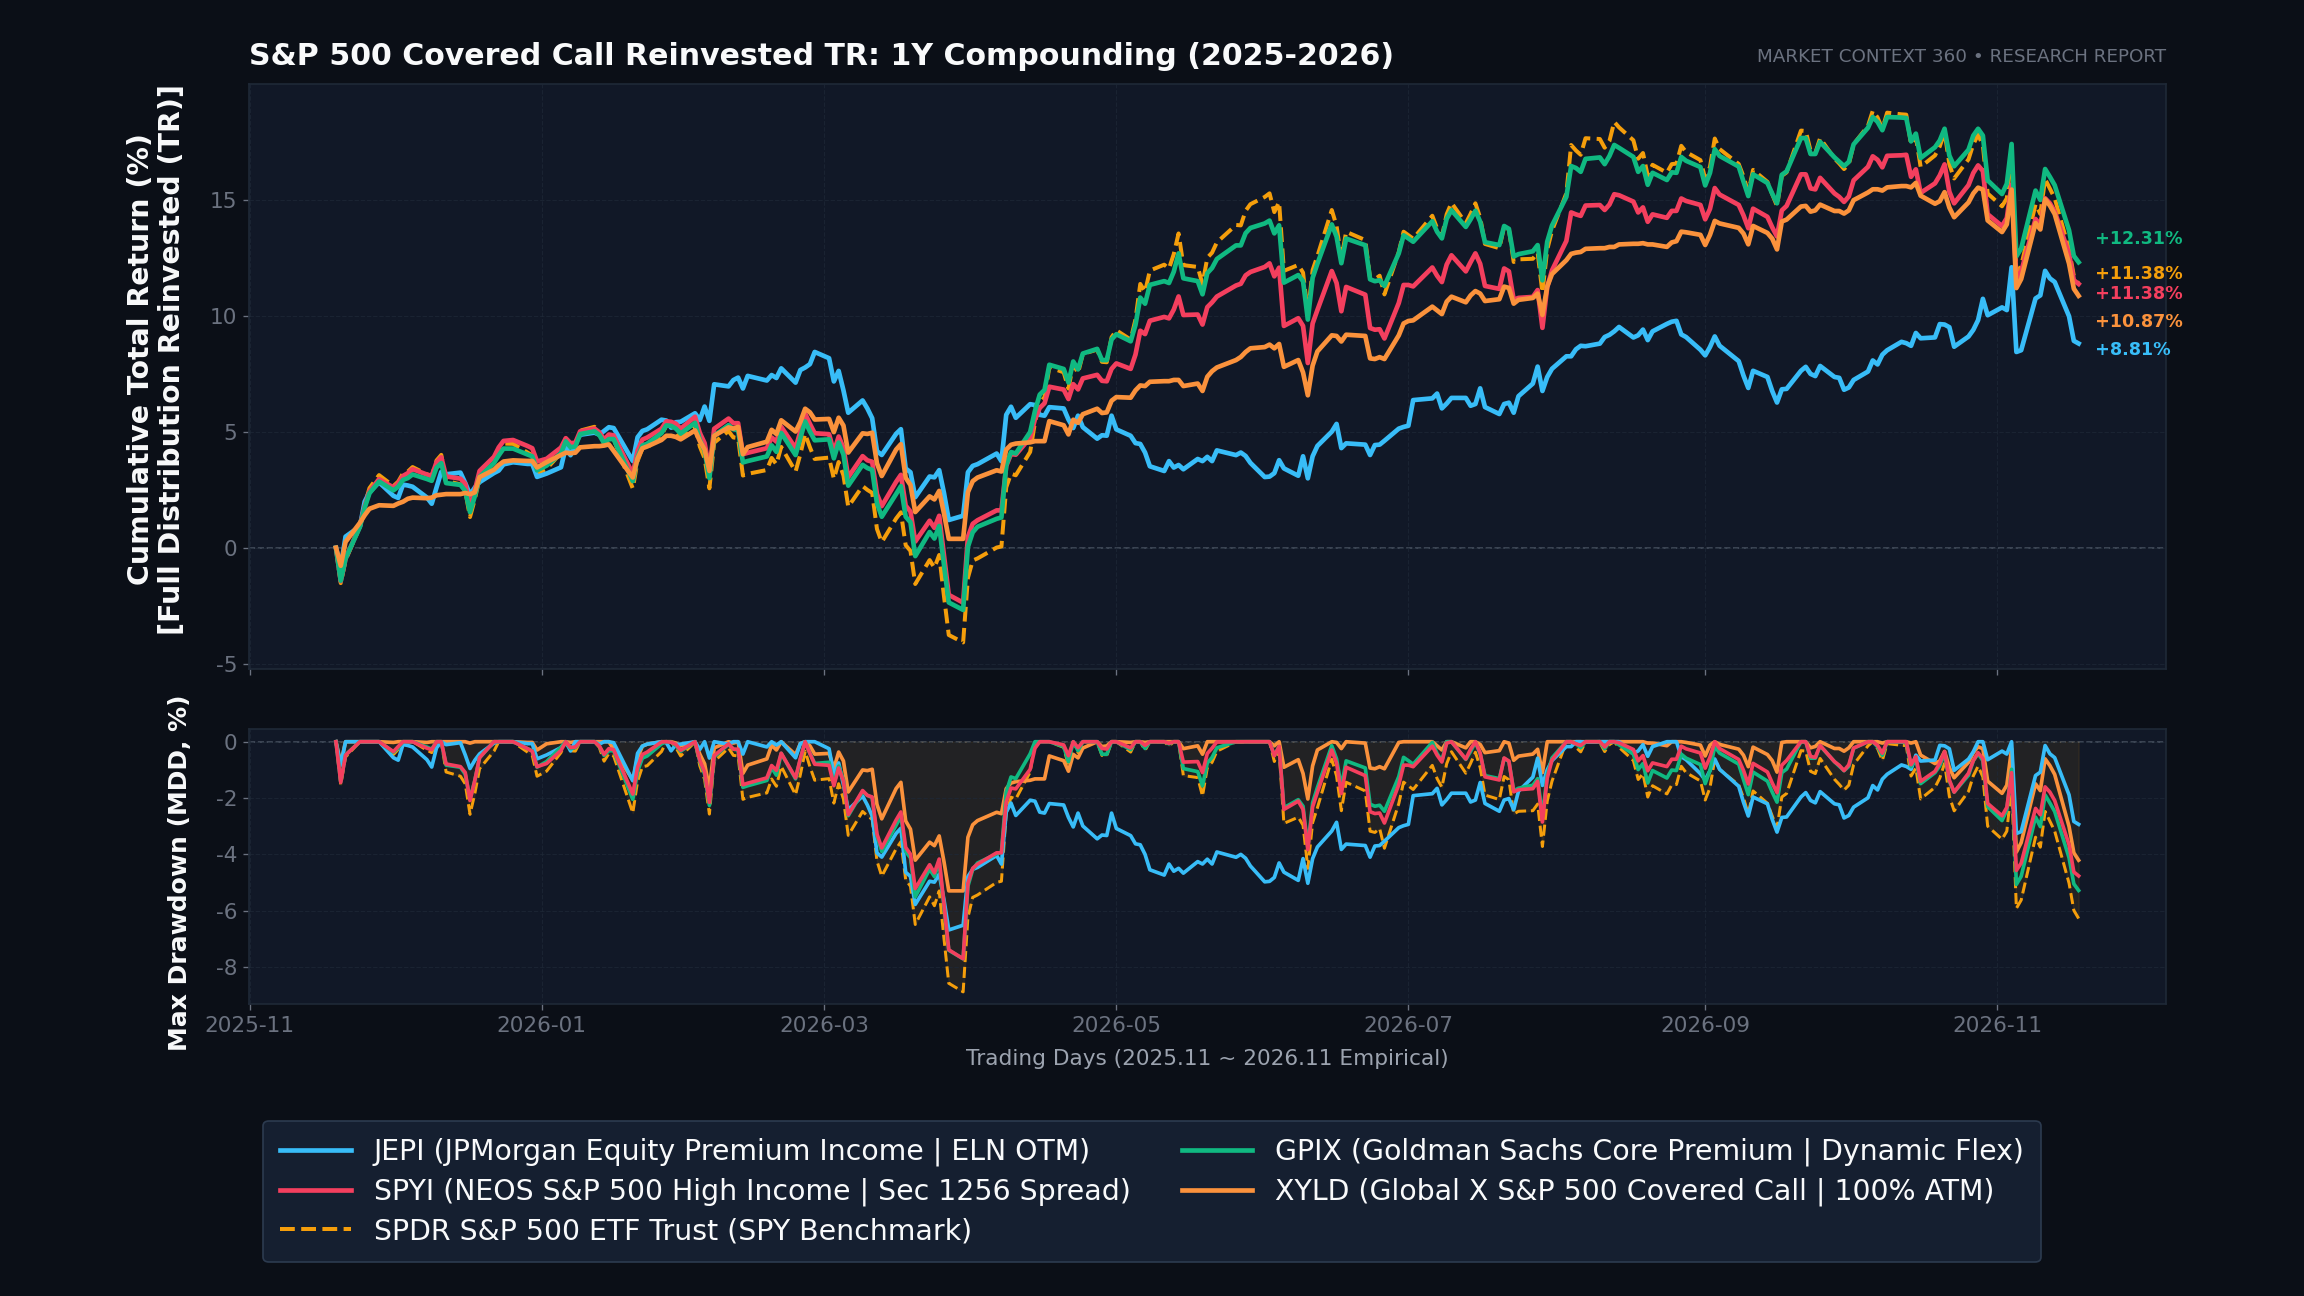 S&P 500 Covered Call Reinvested TR: 1Y Compounding (2025-2026)
MARKET CONTEXT 360 • RESEARCH REPORT
Cumulative Total Return (%)
[Full Distribution Reinvested (TR)]
15
10
5
0
-5
+12.31%
+11.38%
+11.38%
+10.87%
+8.81%
Max Drawdown (MDD, %)
0
-2
-4
-6
-8
2025-11
2026-01
2026-03
2026-05
2026-07
2026-09
2026-11
Trading Days (2025.11 ~ 2026.11 Empirical)
JEPI (JPMorgan Equity Premium Income | ELN OTM)
SPYI (NEOS S&P 500 High Income | Sec 1256 Spread)
SPDR S&P 500 ETF Trust (SPY Benchmark)
GPIX (Goldman Sachs Core Premium | Dynamic Flex)
XYLD (Global X S&P 500 Covered Call | 100% ATM)